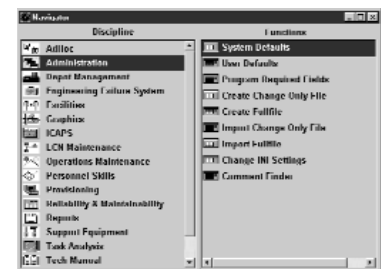 Navigator
Discipline
AdHoc
Administration
Depot Management
Engineering Failure System
Facilities
Graphics
ICAPS
LCN Maintenance
Operations Maintenance
Personnel Skills
Provisioning
Reliability & Maintainability
Reports
Support Equipment
Task Analysis
Tech Manual
Functions
System Defaults
User Defaults
Program Required Fields
Create Change Only File
Create Fullfile
Import Change Only File
Import Fullfile
Change INI Settings
Comment Finder